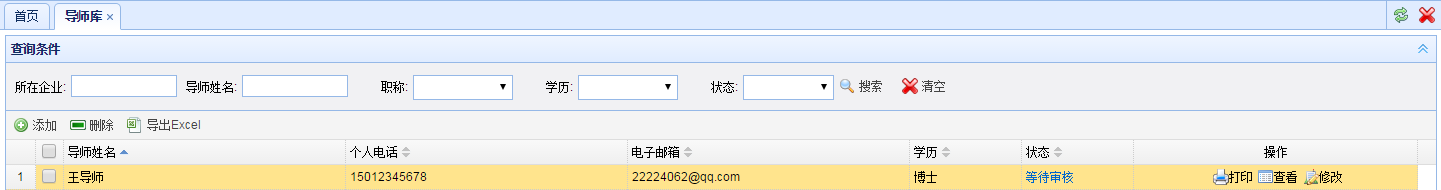 首页 导师库
查询条件
所在企业: 导师姓名: 职称: 学历: 状态: 搜索 清空
添加 删除 导出Excel
导师姓名 个人电话 电子邮箱 学历 状态 操作
1 王导师 15012345678 22224062@qq.com 博士 等待审核 打印 查看 修改